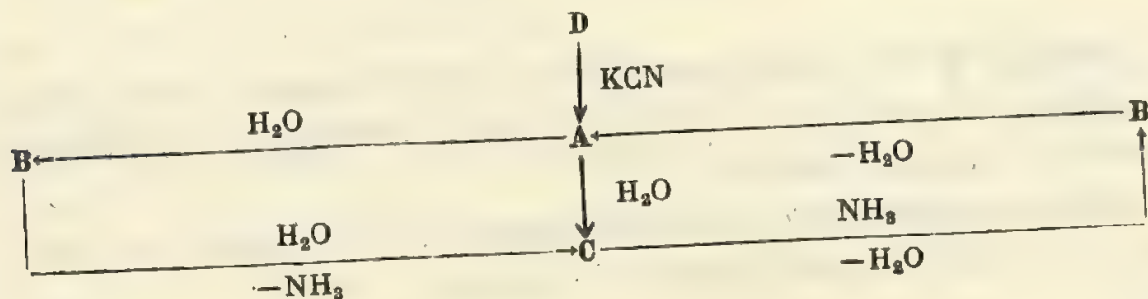 D
KCN
H₂O A B
B —H₂O
H₂O NH₃
H₂O C —H₂O
—NH₃